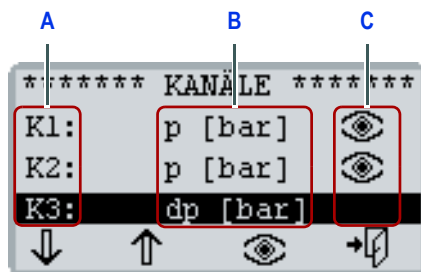 A B C
******* KANÄLE *******
K1: p [bar]
K2: p [bar]
K3: dp [bar]